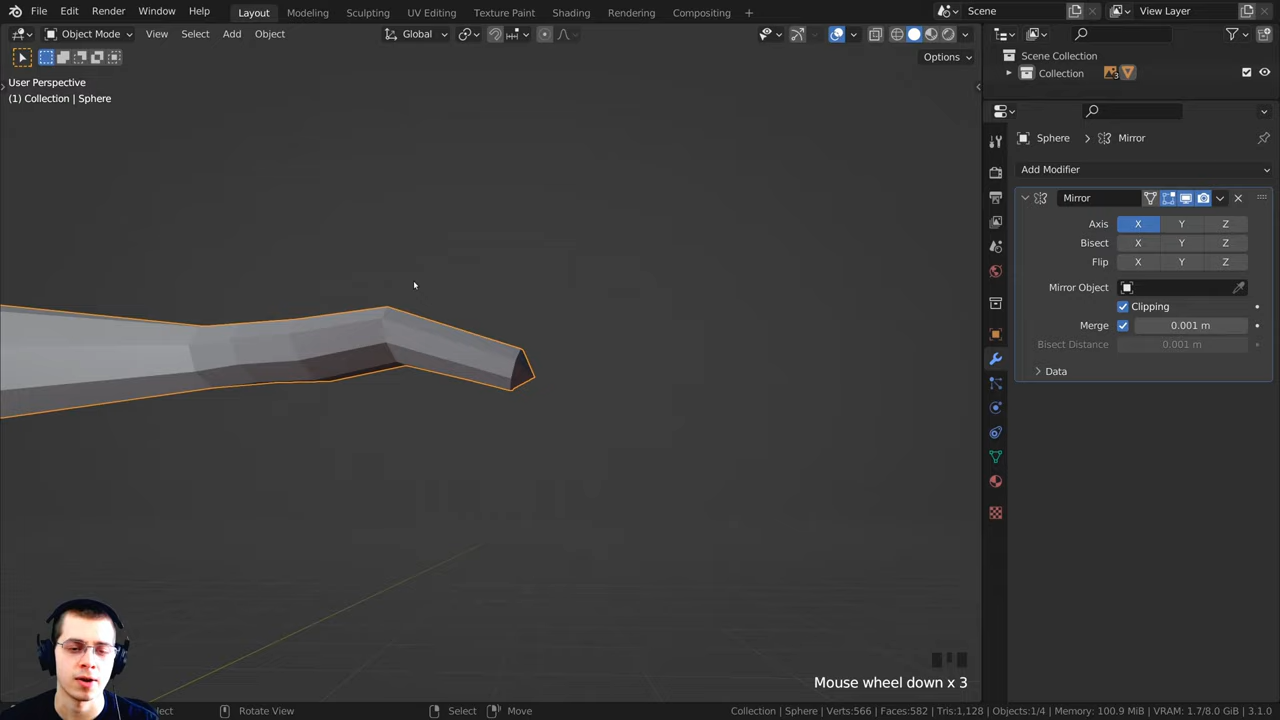 File Edit Render Window Help Layout Modeling Sculpting UV Editing Texture Paint Shading Rendering Compositing + Scene View Layer
Object Mode View Select Add Object Global
Options
User Perspective
(1) Collection | Sphere
Scene Collection
Collection
3
Sphere > Mirror
Add Modifier
Mirror
Axis X Y Z
Bisect X Y Z
Flip X Y Z
Mirror Object
Clipping
Merge 0.001 m
Bisect Distance 0.001 m
Data
Mouse wheel down x 3
lect Rotate View Select Move Collection | Sphere Verts:566 | Faces:582 | Tris:1,128 | Objects:1/4 | Memory: 100.9 MiB | VRAM: 1.7/8.0 GiB | 3.1.0